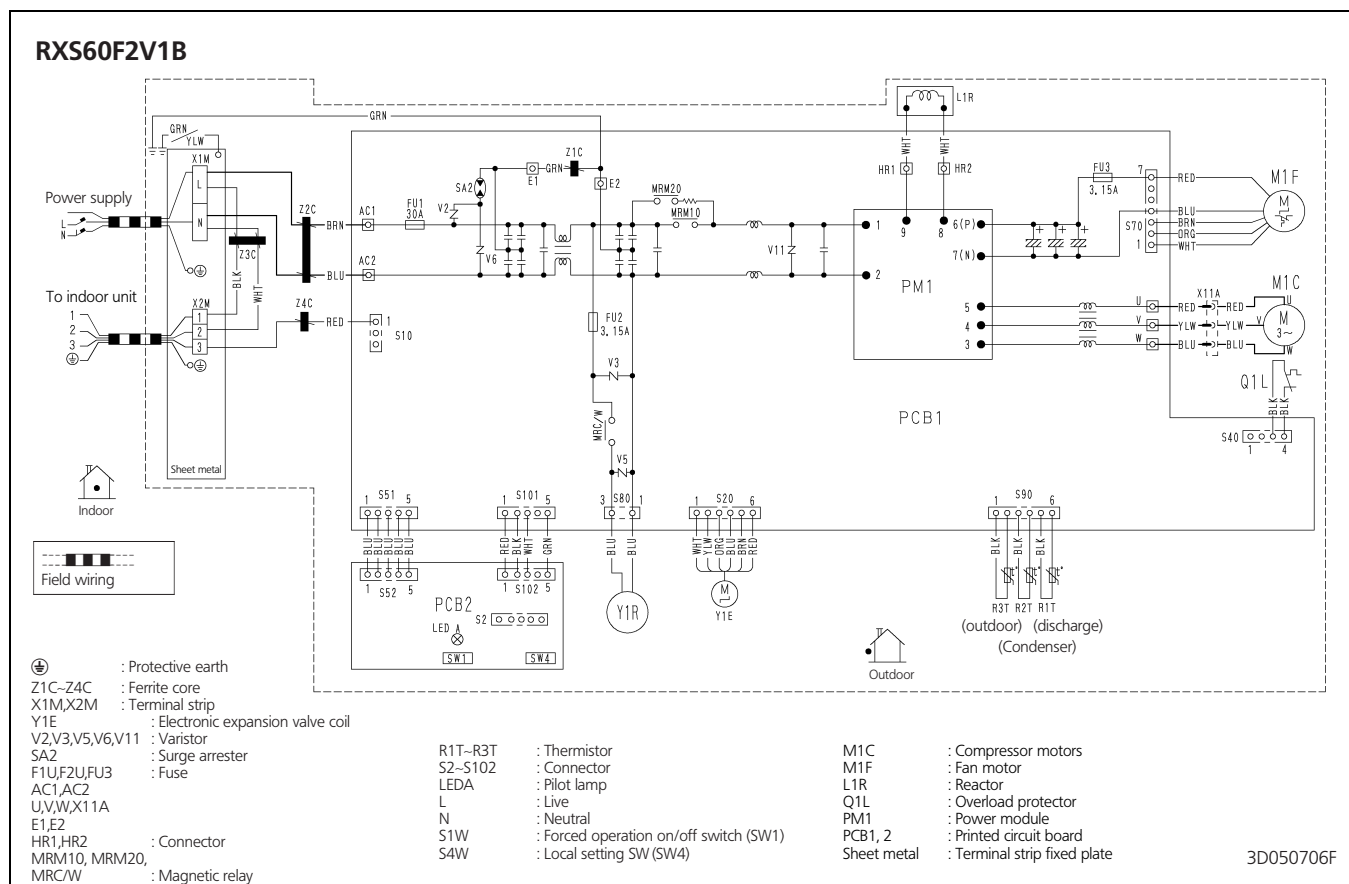 RXS60F2V1B
L1R
GRN
GRN
YLW
WHT
WHT
X1M
Z1C
GRN
E1
HR1
HR2
FU3
3.15A
7
RED
M1F
M
Power supply
L
N
L
N
SA2
E2
MRM20
MRM10
AC1
FU1
30A
V2
BRN
Z2C
9
8
1
6(P)
BLU
BRN
S70
ORG
1
WHT
Z3C
V6
V11
AC2
BLU
2
7(N)
PM1
BLK
WHT
To indoor unit
1
2
3
X2M
1
2
3
Z4C
RED
1
S10
FU2
3.15A
5
4
3
U
V
W
RED
YLW
BLU
X11A
RED
YLW
BLU
M1C
U
V
W
M
3~
V3
MRC/W
V5
PCB1
Q1L
BLK
BLK
S40
1
4
Sheet metal
Indoor
1
S51
5
1
S101
5
3
S80
1
1
S20
6
1
S90
6
BLU
BLU
BLU
BLU
BLU
RED
BLK
WHT
GRN
BLU
BLU
WHT
YLW
ORG
BLU
BRN
RED
BLK
BLK
BLK
1
S52
5
1
S102
5
Field wiring
PCB2
S2
LED A
SW1
SW4
Y1R
M
Y1E
t°
t°
t°
R3T
R2T
R1T
(outdoor)
(discharge)
(Condenser)
Outdoor
: Protective earth
Z1C~Z4C : Ferrite core
X1M,X2M : Terminal strip
Y1E : Electronic expansion valve coil
V2,V3,V5,V6,V11 : Varistor
SA2 : Surge arrester
F1U,F2U,FU3 : Fuse
AC1,AC2
U,V,W,X11A
E1,E2
HR1,HR2 : Connector
MRM10, MRM20,
MRC/W : Magnetic relay
R1T~R3T : Thermistor
S2~S102 : Connector
LEDA : Pilot lamp
L : Live
N : Neutral
S1W : Forced operation on/off switch (SW1)
S4W : Local setting SW (SW4)
M1C : Compressor motors
M1F : Fan motor
L1R : Reactor
Q1L : Overload protector
PM1 : Power module
PCB1, 2 : Printed circuit board
Sheet metal : Terminal strip fixed plate
3D050706F